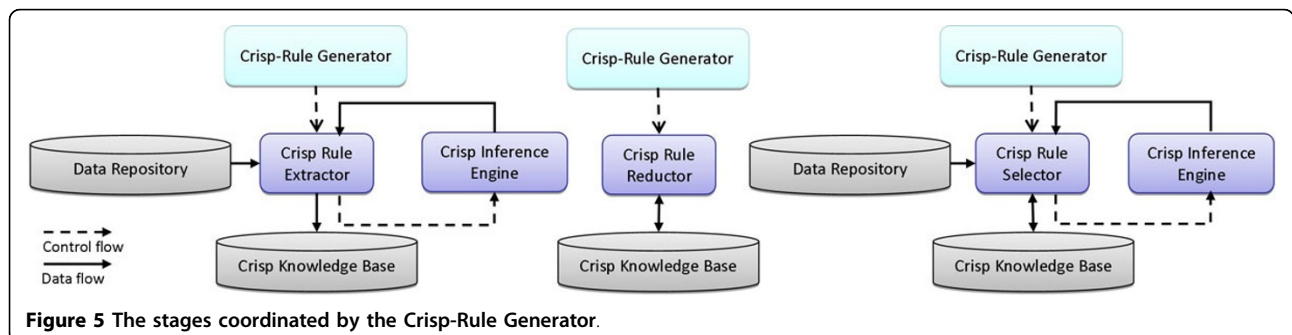 Crisp-Rule Generator
Data Repository
Crisp Rule
Extractor
Crisp Inference
Engine
Crisp Knowledge Base
Control flow
Data flow
Crisp-Rule Generator
Crisp Rule
Reductor
Crisp Knowledge Base
Crisp-Rule Generator
Data Repository
Crisp Rule
Selector
Crisp Inference
Engine
Crisp Knowledge Base
Figure 5 The stages coordinated by the Crisp-Rule Generator.